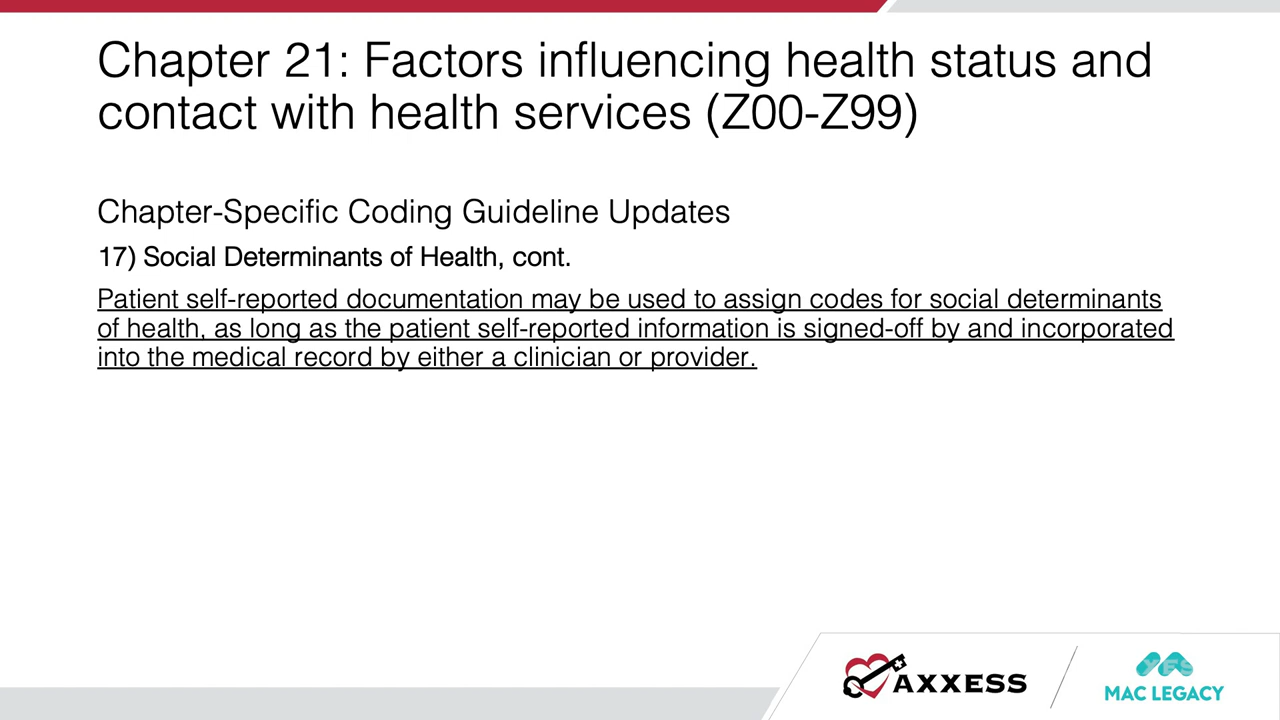 Chapter 21: Factors influencing health status and
contact with health services (Z00-Z99)
Chapter-Specific Coding Guideline Updates
17) Social Determinants of Health, cont.
Patient self-reported documentation may be used to assign codes for social determinants
of health, as long as the patient self-reported information is signed-off by and incorporated
into the medical record by either a clinician or provider.
AXXESS
MAC LEGACY